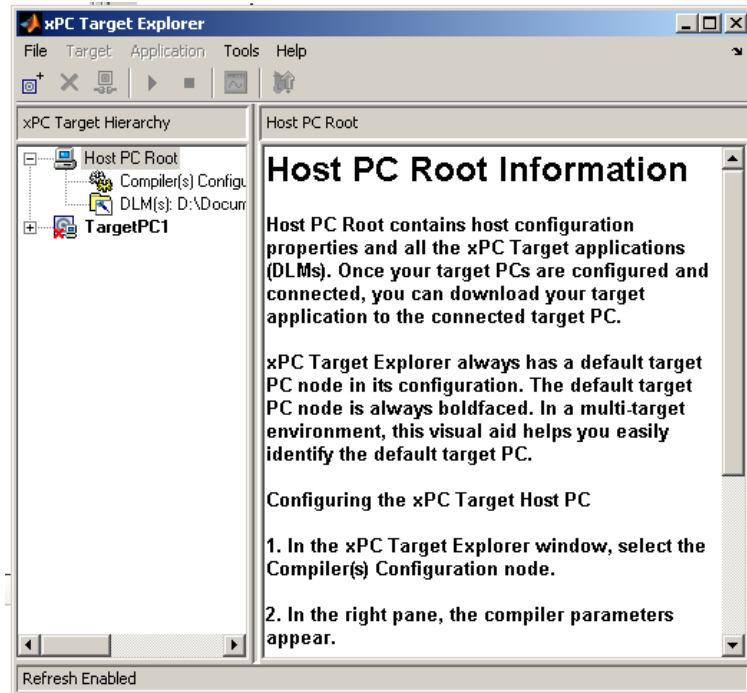 xPC Target Explorer
File Target Application Tools Help
xPC Target Hierarchy
Host PC Root
Host PC Root
Compiler(s) Configu
DLM(s): D:\Docum
TargetPC1
Host PC Root Information
Host PC Root contains host configuration
properties and all the xPC Target applications
(DLMs). Once your target PCs are configured and
connected, you can download your target
application to the connected target PC.
xPC Target Explorer always has a default target
PC node in its configuration. The default target
PC node is always boldfaced. In a multi-target
environment, this visual aid helps you easily
identify the default target PC.
Configuring the xPC Target Host PC
1. In the xPC Target Explorer window, select the
Compiler(s) Configuration node.
2. In the right pane, the compiler parameters
appear.
Refresh Enabled